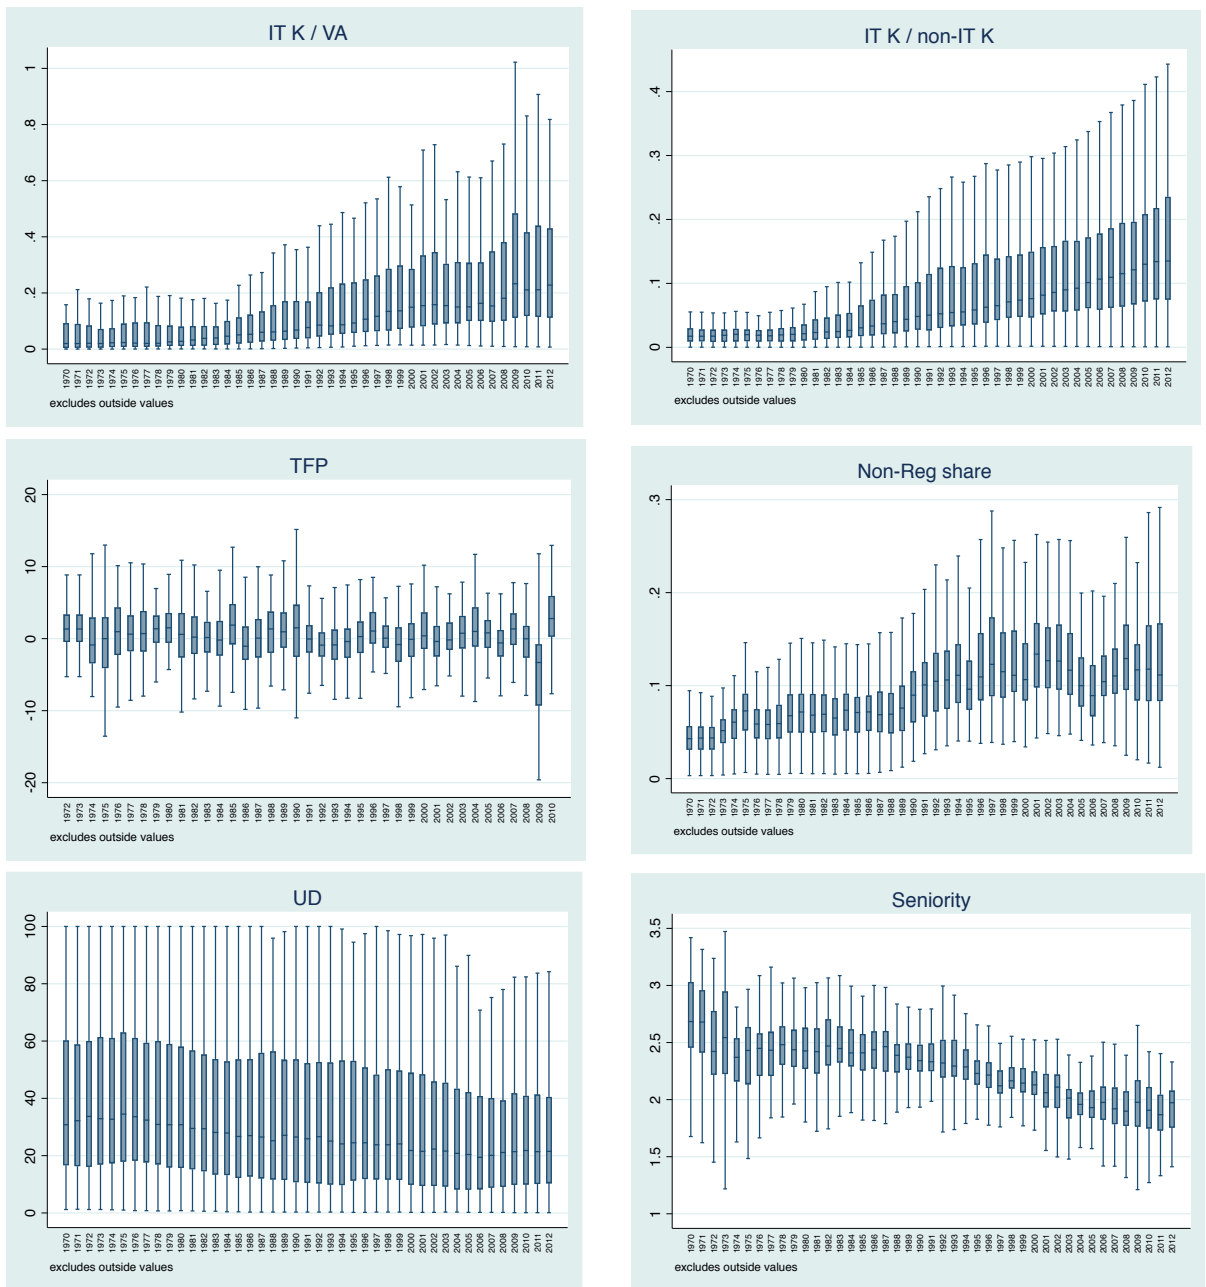 IT K / VA
1
.8
.6
.4
.2
0
1970 1971 1972 1973 1974 1975 1976 1977 1978 1979 1980 1981 1982 1983 1984 1985 1986 1987 1988 1989 1990 1991 1992 1993 1994 1995 1996 1997 1998 1999 2000 2001 2002 2003 2004 2005 2006 2007 2008 2009 2010 2011 2012
excludes outside values
IT K / non-IT K
.4
.3
.2
.1
0
1970 1971 1972 1973 1974 1975 1976 1977 1978 1979 1980 1981 1982 1983 1984 1985 1986 1987 1988 1989 1990 1991 1992 1993 1994 1995 1996 1997 1998 1999 2000 2001 2002 2003 2004 2005 2006 2007 2008 2009 2010 2011 2012
excludes outside values
TFP
20
10
0
-10
-20
1972 1973 1974 1975 1976 1977 1978 1979 1980 1981 1982 1983 1984 1985 1986 1987 1988 1989 1990 1991 1992 1993 1994 1995 1996 1997 1998 1999 2000 2001 2002 2003 2004 2005 2006 2007 2008 2009 2010
excludes outside values
Non-Reg share
.3
.2
.1
0
1970 1971 1972 1973 1974 1975 1976 1977 1978 1979 1980 1981 1982 1983 1984 1985 1986 1987 1988 1989 1990 1991 1992 1993 1994 1995 1996 1997 1998 1999 2000 2001 2002 2003 2004 2005 2006 2007 2008 2009 2010 2011 2012
excludes outside values
UD
100
80
60
40
20
0
1970 1971 1972 1973 1974 1975 1976 1977 1978 1979 1980 1981 1982 1983 1984 1985 1986 1987 1988 1989 1990 1991 1992 1993 1994 1995 1996 1997 1998 1999 2000 2001 2002 2003 2004 2005 2006 2007 2008 2009 2010 2011 2012
excludes outside values
Seniority
3.5
3
2.5
2
1.5
1
1970 1971 1972 1973 1974 1975 1976 1977 1978 1979 1980 1981 1982 1983 1984 1985 1986 1987 1988 1989 1990 1991 1992 1993 1994 1995 1996 1997 1998 1999 2000 2001 2002 2003 2004 2005 2006 2007 2008 2009 2010 2011 2012
excludes outside values